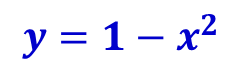 y = 1 − x²